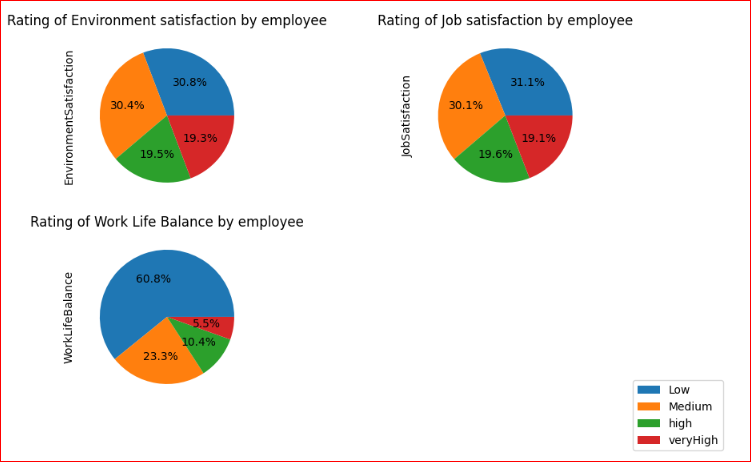 Rating of Environment satisfaction by employee
EnvironmentSatisfaction
30.8%
30.4%
19.5%
19.3%
Rating of Job satisfaction by employee
JobSatisfaction
31.1%
30.1%
19.6%
19.1%
Rating of Work Life Balance by employee
WorkLifeBalance
60.8%
23.3%
10.4%
5.5%
Low
Medium
high
veryHigh